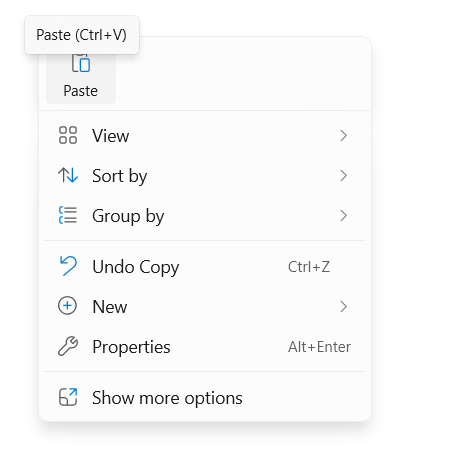 Paste (Ctrl+V)
Paste
View
Sort by
Group by
Undo Copy Ctrl+Z
New
Properties Alt+Enter
Show more options